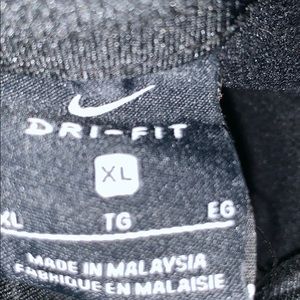 DRI-FIT
XL
XL TG EG
MADE IN MALAYSIA
FABRIQUE EN MALAISIE